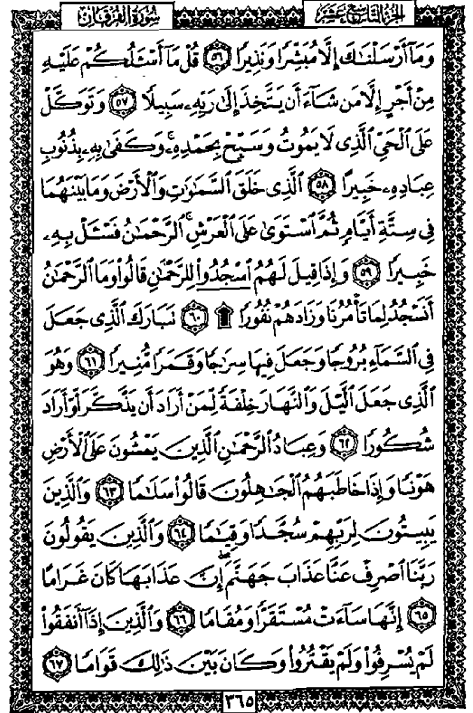 الجزء التاسع عشر
سورة الفرقان
وَمَآ أَرْسَلْنَٰكَ إِلَّا مُبَشِّرًا وَنَذِيرًا ۝٥٦ قُلْ مَآ أَسْـَٔلُكُمْ عَلَيْهِ
مِنْ أَجْرٍ إِلَّا مَن شَآءَ أَن يَتَّخِذَ إِلَىٰ رَبِّهِۦ سَبِيلًا ۝٥٧ وَتَوَكَّلْ
عَلَى ٱلْحَىِّ ٱلَّذِى لَا يَمُوتُ وَسَبِّحْ بِحَمْدِهِۦ ۚ وَكَفَىٰ بِهِۦ بِذُنُوبِ
عِبَادِهِۦ خَبِيرًا ۝٥٨ ٱلَّذِى خَلَقَ ٱلسَّمَٰوَٰتِ وَٱلْأَرْضَ وَمَا بَيْنَهُمَا
فِى سِتَّةِ أَيَّامٍ ثُمَّ ٱسْتَوَىٰ عَلَى ٱلْعَرْشِ ۚ ٱلرَّحْمَٰنُ فَسْـَٔلْ بِهِۦ
خَبِيرًا ۝٥٩ وَإِذَا قِيلَ لَهُمُ ٱسْجُدُوا۟ لِلرَّحْمَٰنِ قَالُوا۟ وَمَا ٱلرَّحْمَٰنُ
أَنَسْجُدُ لِمَا تَأْمُرُنَا وَزَادَهُمْ نُفُورًا ۩ ۝٦٠ تَبَارَكَ ٱلَّذِى جَعَلَ
فِى ٱلسَّمَآءِ بُرُوجًا وَجَعَلَ فِيهَا سِرَٰجًا وَقَمَرًا مُّنِيرًا ۝٦١ وَهُوَ
ٱلَّذِى جَعَلَ ٱلَّيْلَ وَٱلنَّهَارَ خِلْفَةً لِّمَنْ أَرَادَ أَن يَذَّكَّرَ أَوْ أَرَادَ
شُكُورًا ۝٦٢ وَعِبَادُ ٱلرَّحْمَٰنِ ٱلَّذِينَ يَمْشُونَ عَلَى ٱلْأَرْضِ
هَوْنًا وَإِذَا خَاطَبَهُمُ ٱلْجَٰهِلُونَ قَالُوا۟ سَلَٰمًا ۝٦٣ وَٱلَّذِينَ
يَبِيتُونَ لِرَبِّهِمْ سُجَّدًا وَقِيَٰمًا ۝٦٤ وَٱلَّذِينَ يَقُولُونَ
رَبَّنَا ٱصْرِفْ عَنَّا عَذَابَ جَهَنَّمَ ۖ إِنَّ عَذَابَهَا كَانَ غَرَامًا
۝٦٥ إِنَّهَا سَآءَتْ مُسْتَقَرًّا وَمُقَامًا ۝٦٦ وَٱلَّذِينَ إِذَآ أَنفَقُوا۟
لَمْ يُسْرِفُوا۟ وَلَمْ يَقْتُرُوا۟ وَكَانَ بَيْنَ ذَٰلِكَ قَوَامًا ۝٦٧
٣٦٥